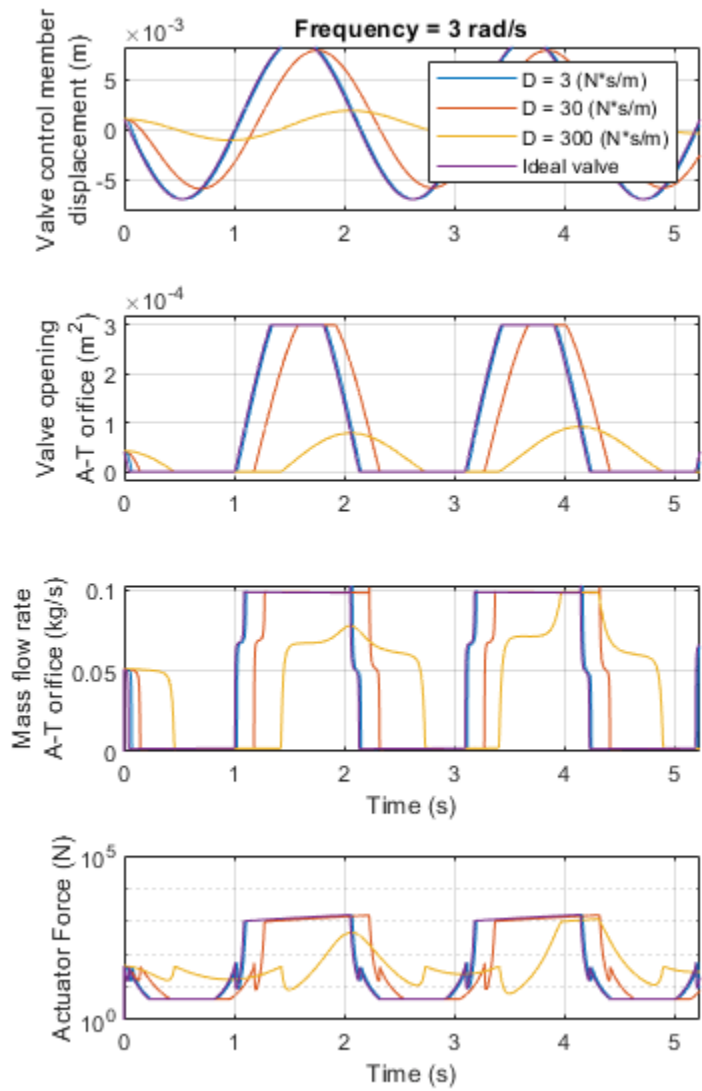 ×10⁻³
Frequency = 3 rad/s
Valve control member
displacement (m)
5
0
-5
D = 3 (N*s/m)
D = 30 (N*s/m)
D = 300 (N*s/m)
Ideal valve
0 1 2 3 4 5
×10⁻⁴
Valve opening
A-T orifice (m²)
3
2
1
0
0 1 2 3 4 5
Mass flow rate
A-T orifice (kg/s)
0.1
0.05
0
0 1 2 3 4 5
Time (s)
Actuator Force (N)
10⁵
10⁰
0 1 2 3 4 5
Time (s)